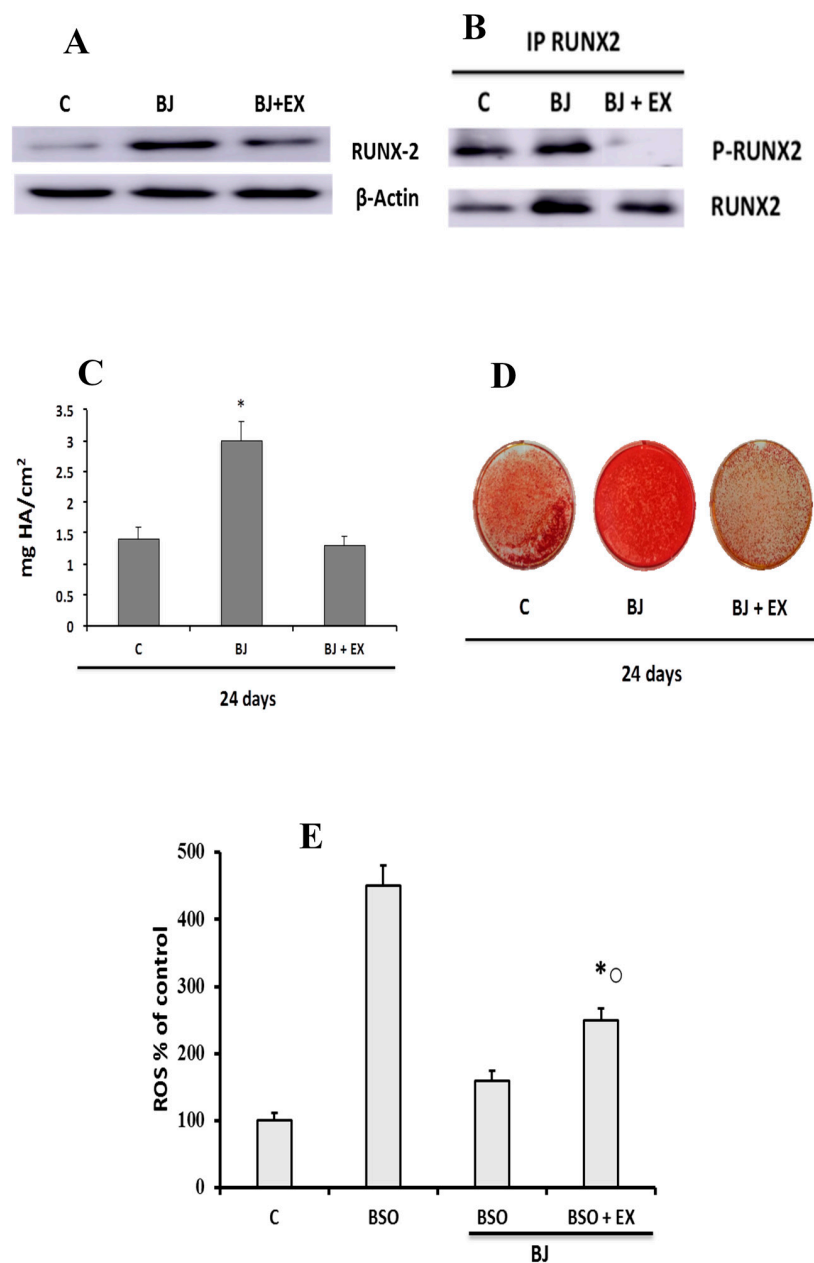 A
C BJ BJ+EX
RUNX-2
β-Actin
B
IP RUNX2
C BJ BJ + EX
P-RUNX2
RUNX2
C
mg HA/cm²
3.5
3
2.5
2
1.5
1
0.5
0
*
C BJ BJ + EX
24 days
D
C BJ BJ + EX
24 days
E
ROS % of control
500
400
300
200
100
0
*○
C BSO BSO BSO + EX
BJ